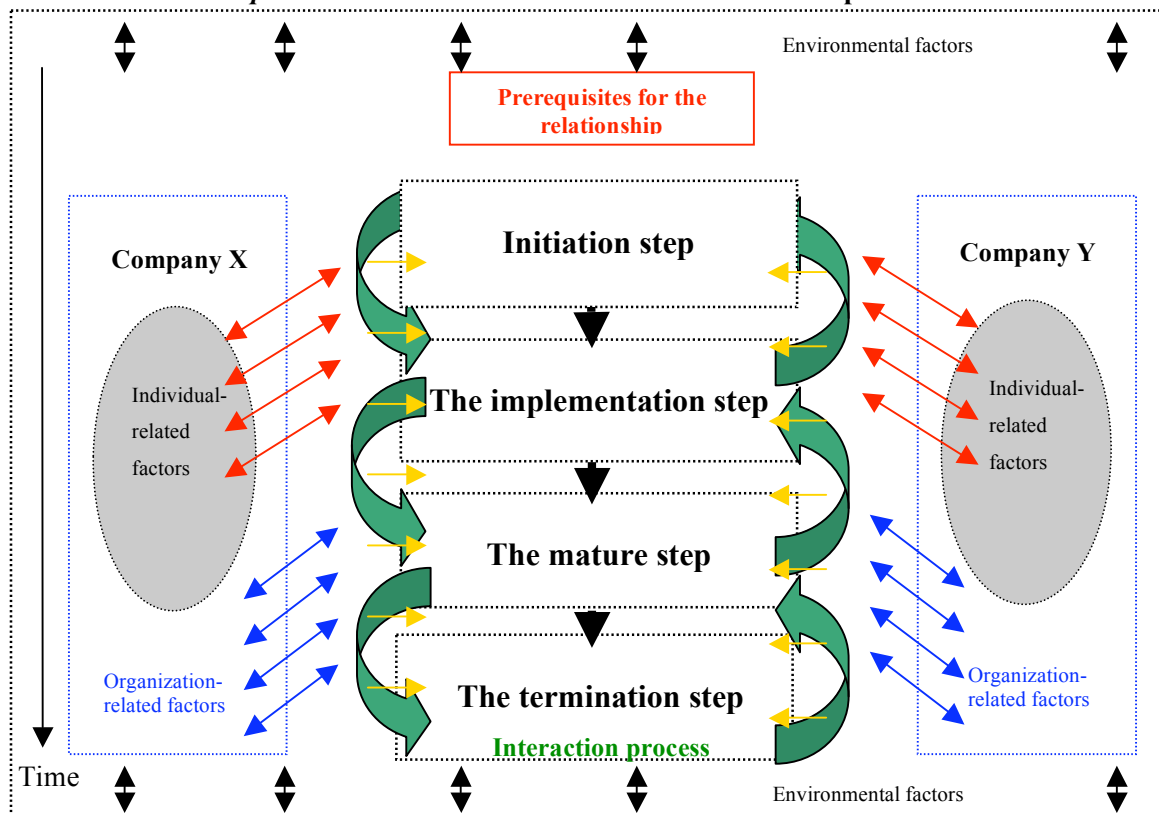 Environmental factors
Prerequisites for the
relationship
Initiation step
Company X
Company Y
Individual-
related
factors
The implementation step
Individual-
related
factors
The mature step
Organization-
related factors
The termination step
Organization-
related factors
Interaction process
Time
Environmental factors